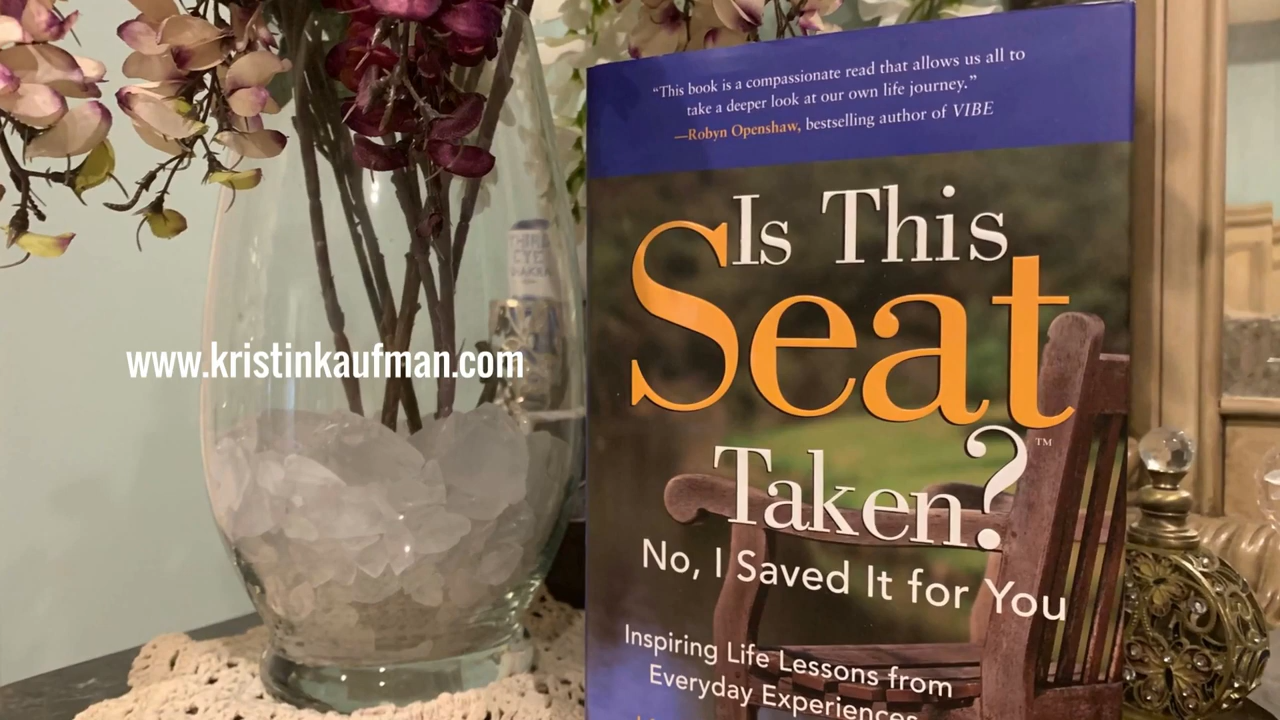 www.kristinkaufman.com
“This book is a compassionate read that allows us all to
take a deeper look at our own life journey.”
—Robyn Openshaw, bestselling author of VIBE
Is This
Seat
Taken?™
No, I Saved It for You
Inspiring Life Lessons from
Everyday Experiences